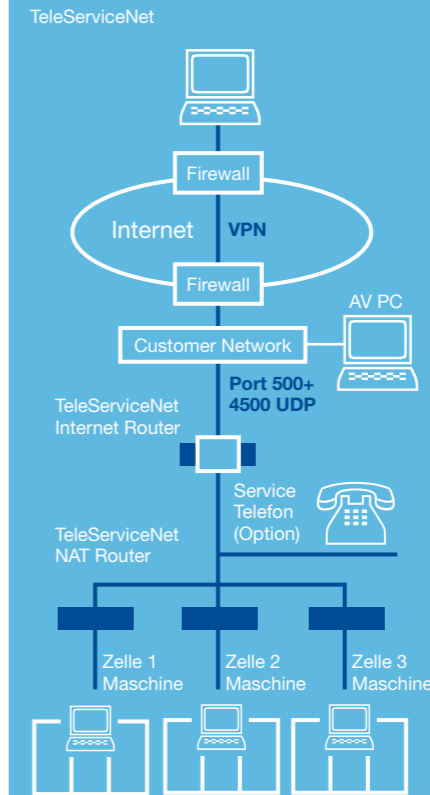 TeleServiceNet
Firewall
Internet
VPN
Firewall
AV PC
Customer Network
Port 500+
4500 UDP
TeleServiceNet
Internet Router
Service
Telefon
(Option)
TeleServiceNet
NAT Router
Zelle 1
Maschine
Zelle 2
Maschine
Zelle 3
Maschine